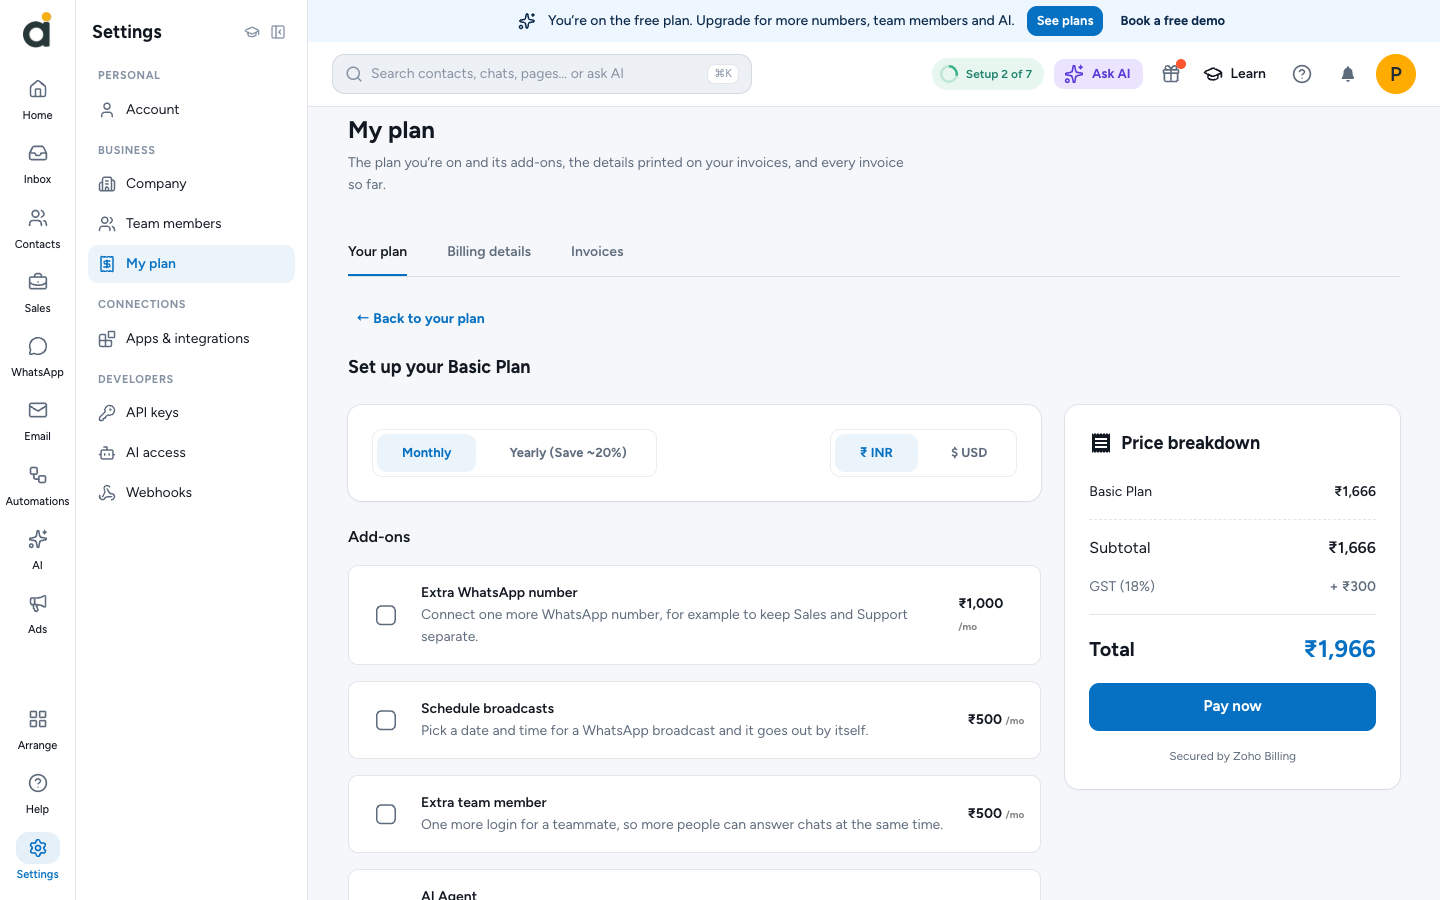 You're on the free plan. Upgrade for more numbers, team members and AI.
See plans
Book a free demo
Search contacts, chats, pages... or ask AI
⌘K
Setup 2 of 7
Ask AI
Learn
P
Home
Inbox
Contacts
Sales
WhatsApp
Email
Automations
AI
Ads
Arrange
Help
Settings
Settings
PERSONAL
Account
BUSINESS
Company
Team members
My plan
CONNECTIONS
Apps & integrations
DEVELOPERS
API keys
AI access
Webhooks
My plan
The plan you're on and its add-ons, the details printed on your invoices, and every invoice
so far.
Your plan
Billing details
Invoices
← Back to your plan
Set up your Basic Plan
Monthly
Yearly (Save ~20%)
₹ INR
$ USD
Add-ons
Extra WhatsApp number
Connect one more WhatsApp number, for example to keep Sales and Support
separate.
₹1,000
/mo
Schedule broadcasts
Pick a date and time for a WhatsApp broadcast and it goes out by itself.
₹500 /mo
Extra team member
One more login for a teammate, so more people can answer chats at the same time.
₹500 /mo
AI Agent
Price breakdown
Basic Plan ₹1,666
Subtotal ₹1,666
GST (18%) + ₹300
Total ₹1,966
Pay now
Secured by Zoho Billing